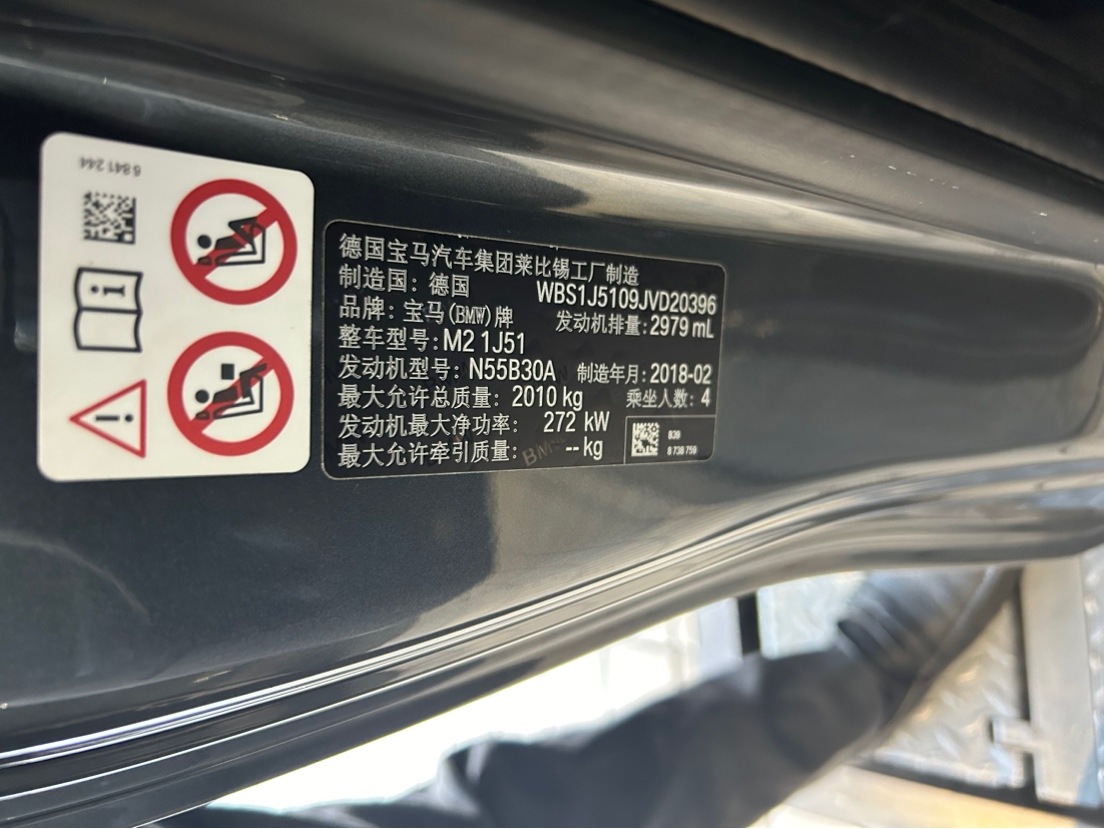 6 841 244
德国宝马汽车集团莱比锡工厂制造
制造国：德国 WBS1J5109JVD20396
品牌：宝马(BMW)牌 发动机排量：2979 mL
整车型号：M2 1J51
发动机型号：N55B30A 制造年月：2018-02
最大允许总质量：2010 kg 乘坐人数：4
发动机最大净功率：272 kW
最大允许牵引质量：-- kg
8 738 759